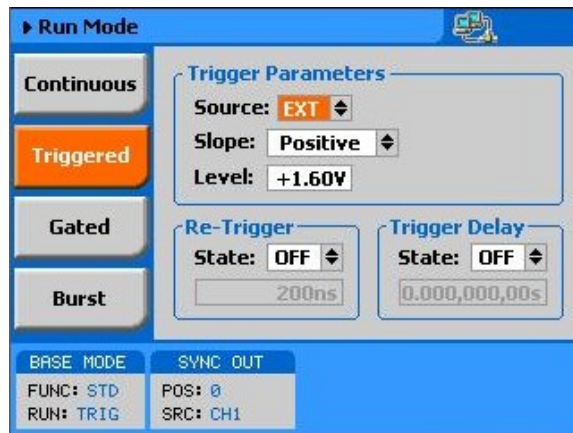 Run Mode
Continuous
Triggered
Gated
Burst
Trigger Parameters
Source: EXT
Slope: Positive
Level: +1.60V
Re-Trigger
State: OFF
200ns
Trigger Delay
State: OFF
0.000,000,00s
BASE MODE
FUNC: STD
RUN: TRIG
SYNC OUT
POS: 0
SRC: CH1